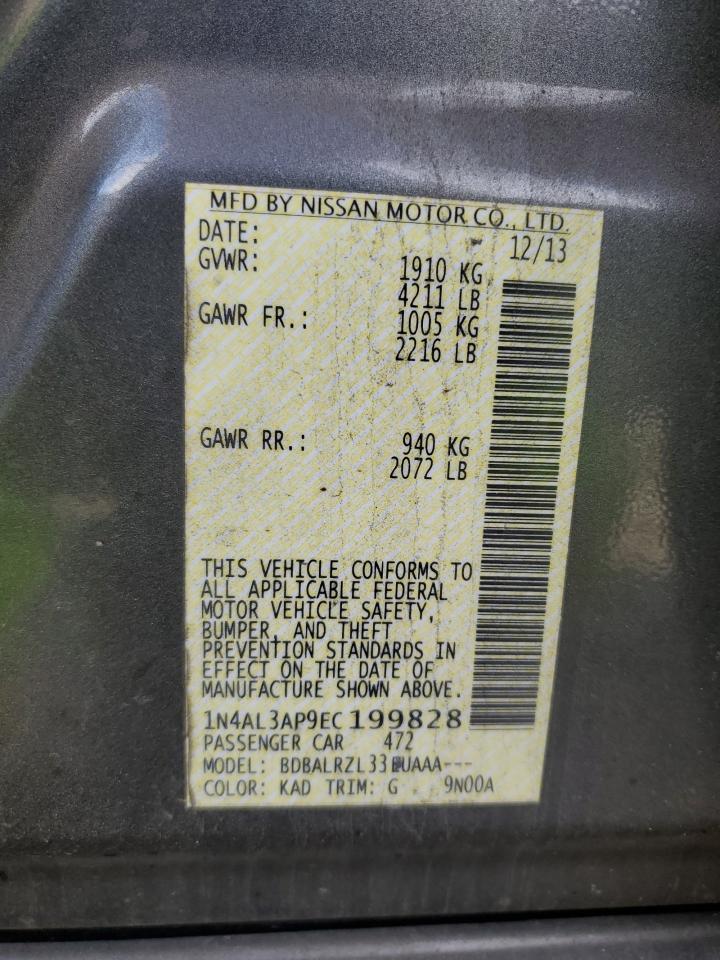 MFD BY NISSAN MOTOR CO., LTD.
DATE: 12/13
GVWR: 1910 KG
4211 LB
GAWR FR.: 1005 KG
2216 LB
GAWR RR.: 940 KG
2072 LB
THIS VEHICLE CONFORMS TO
ALL APPLICABLE FEDERAL
MOTOR VEHICLE SAFETY,
BUMPER, AND THEFT
PREVENTION STANDARDS IN
EFFECT ON THE DATE OF
MANUFACTURE SHOWN ABOVE.
1N4AL3AP9EC199828
PASSENGER CAR 472
MODEL:
COLOR: KAD TRIM: G 9N00A